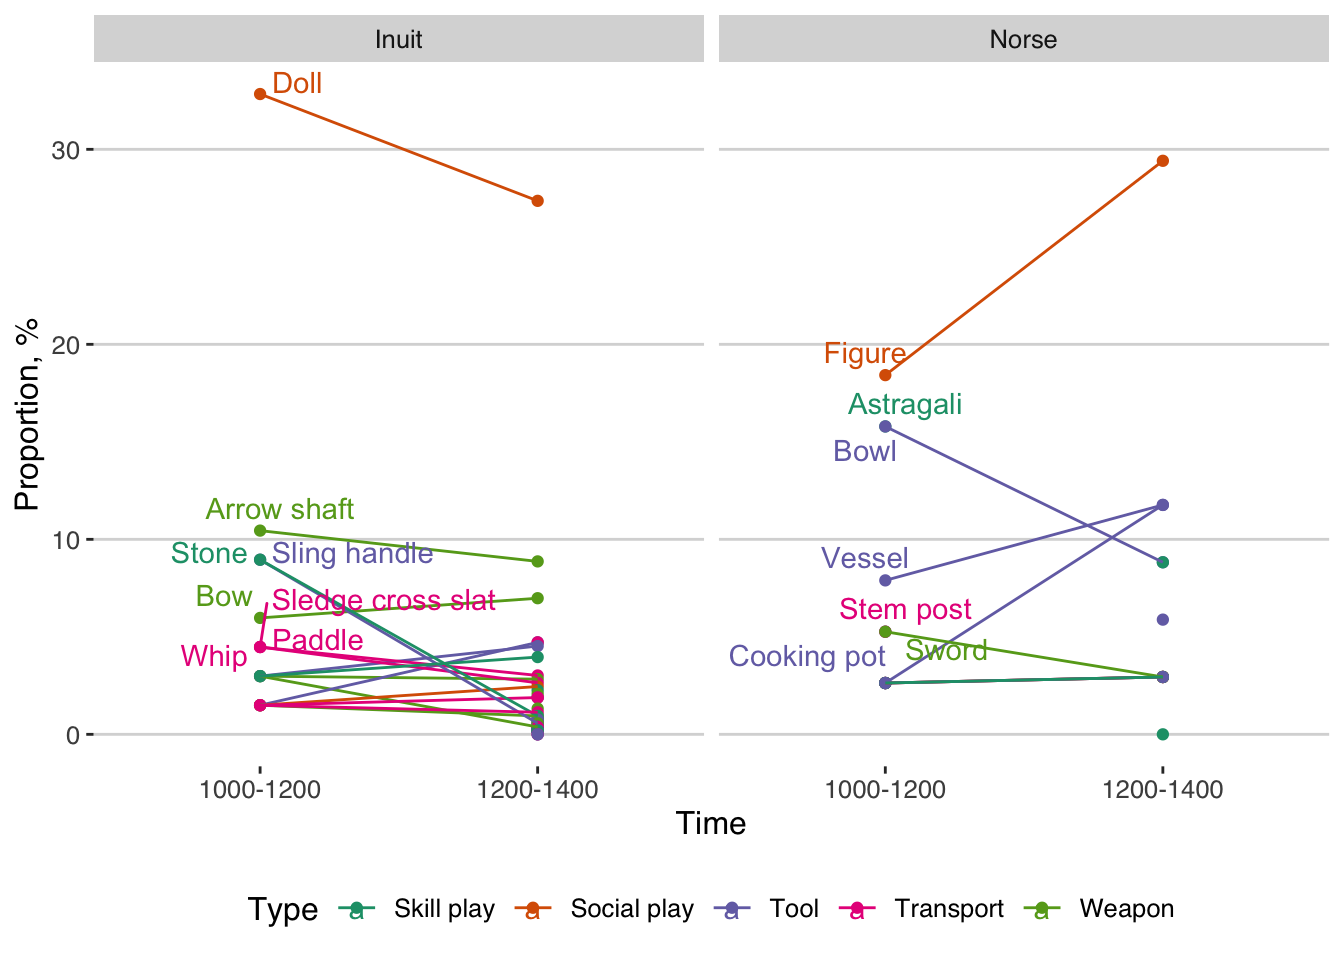 Inuit
Norse
Doll
30
20
10
0
Proportion, %
Arrow shaft
Stone
Sling handle
Bow
Sledge cross slat
Paddle
Whip
Figure
Astragali
Bowl
Vessel
Stem post
Sword
Cooking pot
1000-1200
1200-1400
1000-1200
1200-1400
Time
Type
a Skill play
a Social play
a Tool
a Transport
a Weapon